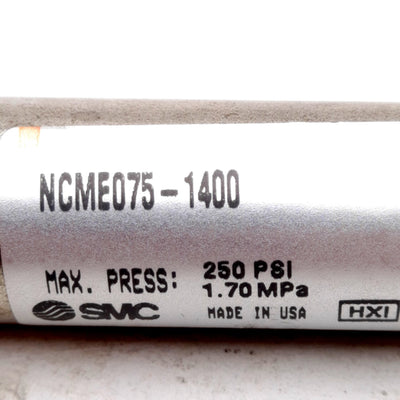 NCME075-1400
MAX. PRESS: 250 PSI
1.70 MPa
SMC MADE IN USA HXI